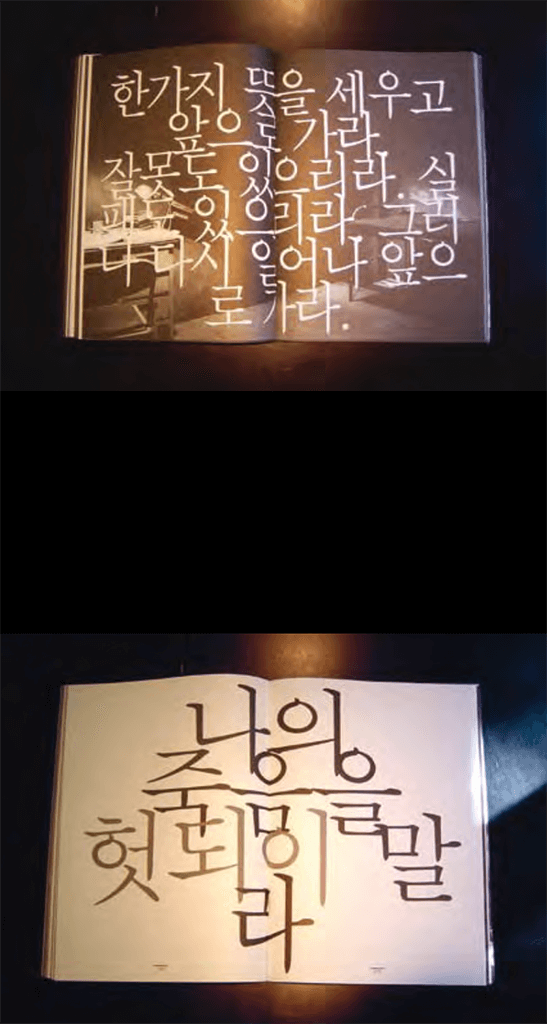 한가지 뜻을 세우고
앞으로 가라.
잘못도 있으리라. 실
패도 있으리라. 그러
나 다시 일어나 앞으
로 가라.
나의
죽음을
헛되이 말
라